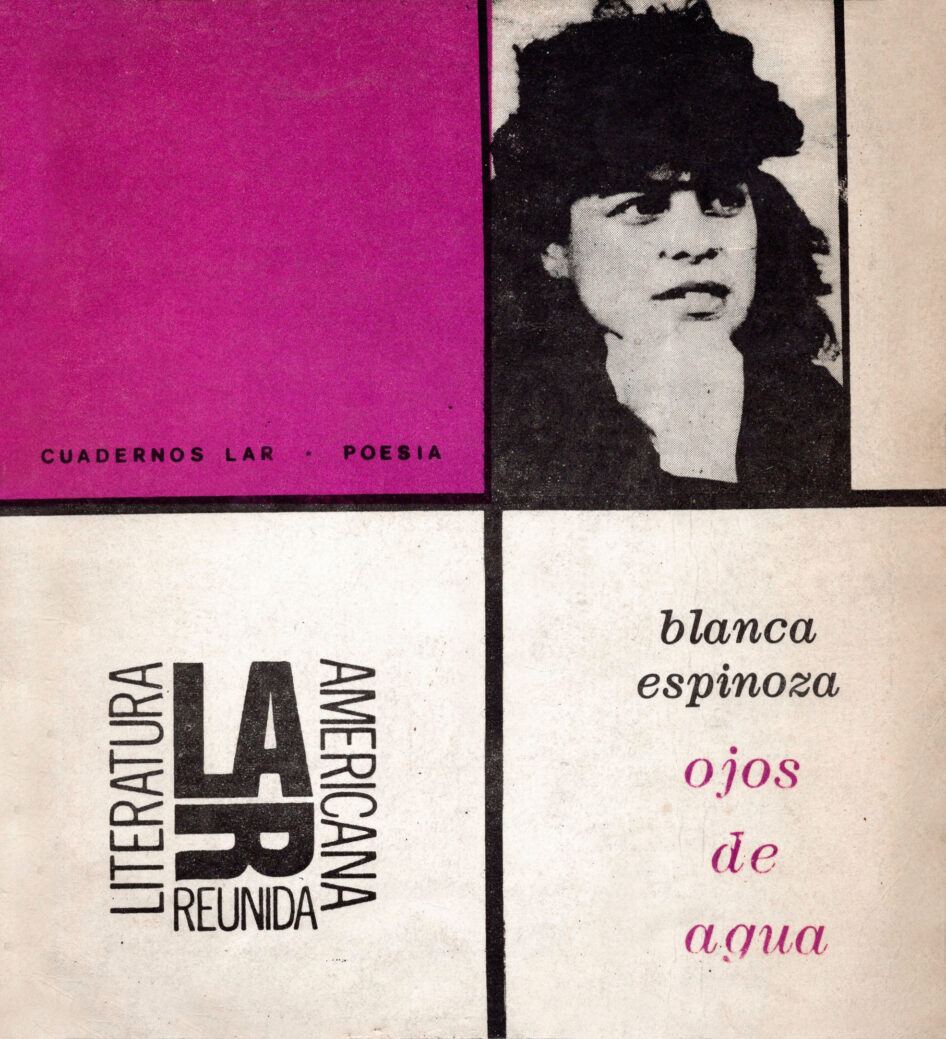 CUADERNOS LAR · POESIA
LITERATURA
LAR
AMERICANA
REUNIDA
blanca
espinoza
ojos
de
agua